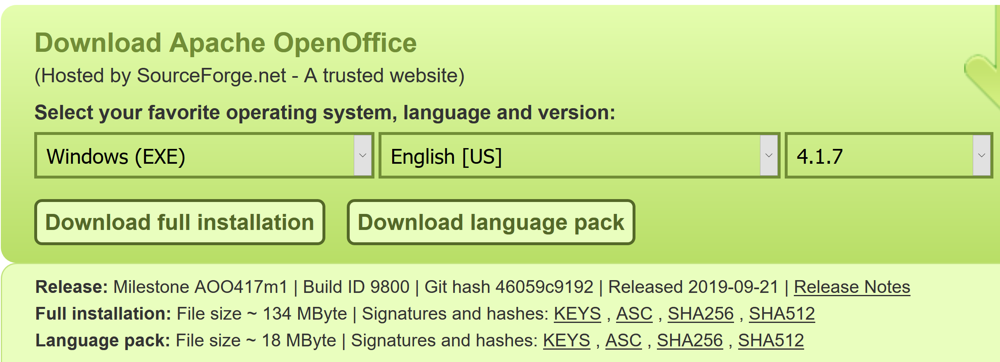 Download Apache OpenOffice
(Hosted by SourceForge.net - A trusted website)
Select your favorite operating system, language and version:
Windows (EXE) English [US] 4.1.7
Download full installation Download language pack
Release: Milestone AOO417m1 | Build ID 9800 | Git hash 46059c9192 | Released 2019-09-21 | Release Notes
Full installation: File size ~ 134 MByte | Signatures and hashes: KEYS , ASC , SHA256 , SHA512
Language pack: File size ~ 18 MByte | Signatures and hashes: KEYS , ASC , SHA256 , SHA512